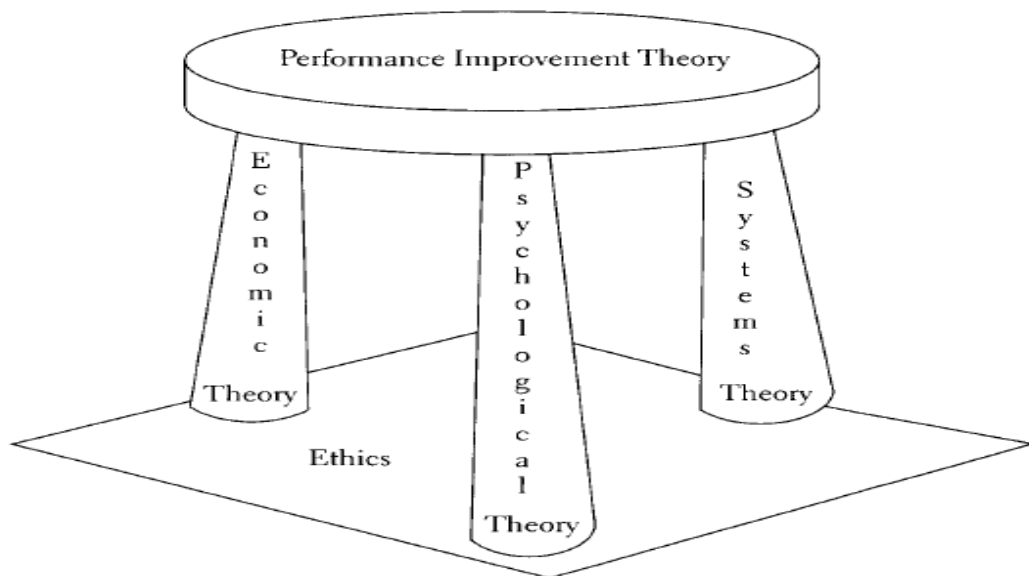 Performance Improvement Theory
Economic
Theory
Psychological
Theory
Systems
Theory
Ethics